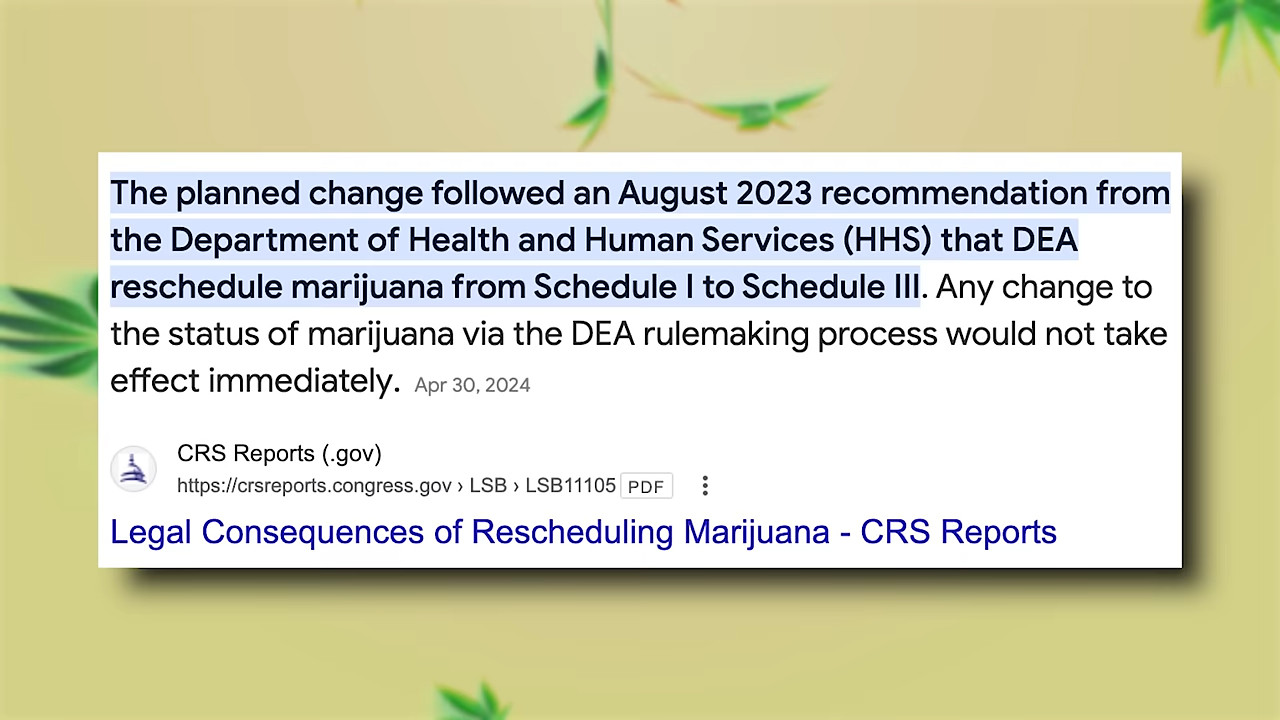 The planned change followed an August 2023 recommendation from
the Department of Health and Human Services (HHS) that DEA
reschedule marijuana from Schedule I to Schedule III. Any change to
the status of marijuana via the DEA rulemaking process would not take
effect immediately. Apr 30, 2024
CRS Reports (.gov)
https://crsreports.congress.gov › LSB › LSB11105 PDF
Legal Consequences of Rescheduling Marijuana - CRS Reports